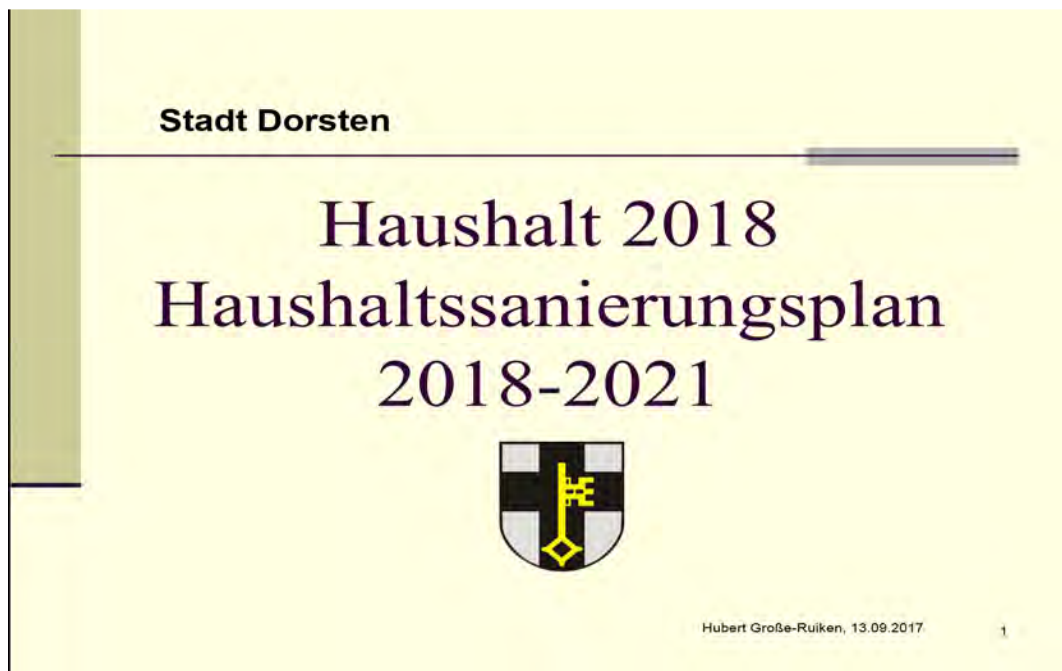 Stadt Dorsten
Haushalt 2018
Haushaltssanierungsplan
2018-2021
Hubert Große-Ruiken, 13.09.2017
1